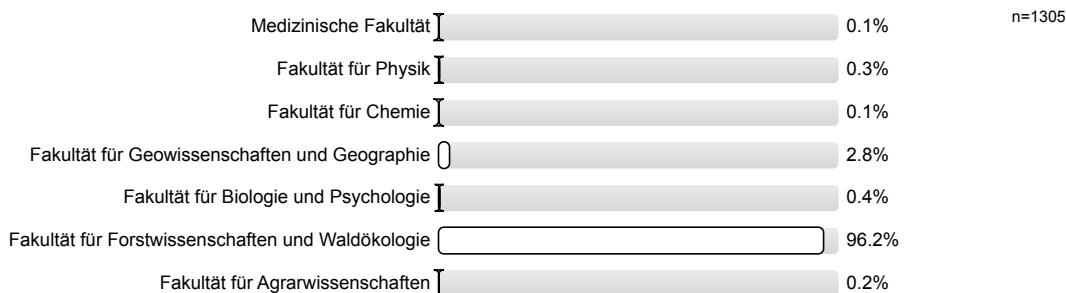 Medizinische Fakultät 0.1% n=1305
Fakultät für Physik 0.3%
Fakultät für Chemie 0.1%
Fakultät für Geowissenschaften und Geographie 2.8%
Fakultät für Biologie und Psychologie 0.4%
Fakultät für Forstwissenschaften und Waldökologie 96.2%
Fakultät für Agrarwissenschaften 0.2%